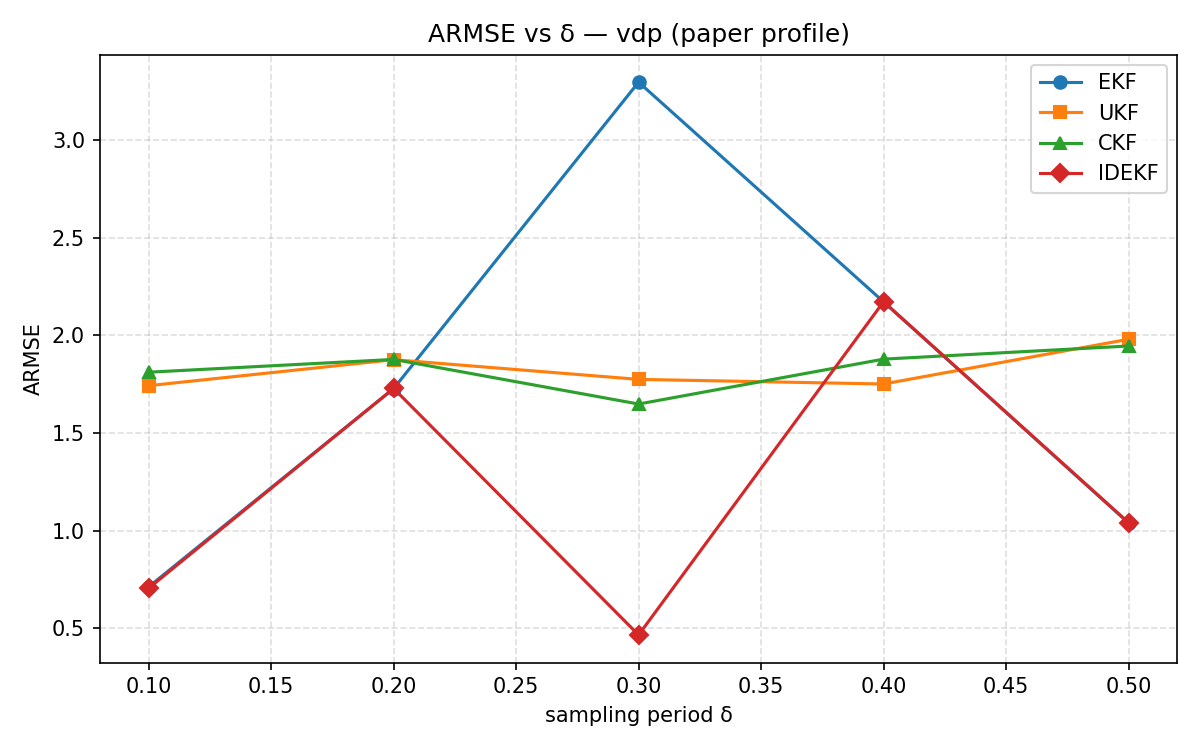 ARMSE vs δ — vdp (paper profile)
EKF
UKF
CKF
IDEKF
ARMSE
3.0
2.5
2.0
1.5
1.0
0.5
0.10 0.15 0.20 0.25 0.30 0.35 0.40 0.45 0.50
sampling period δ